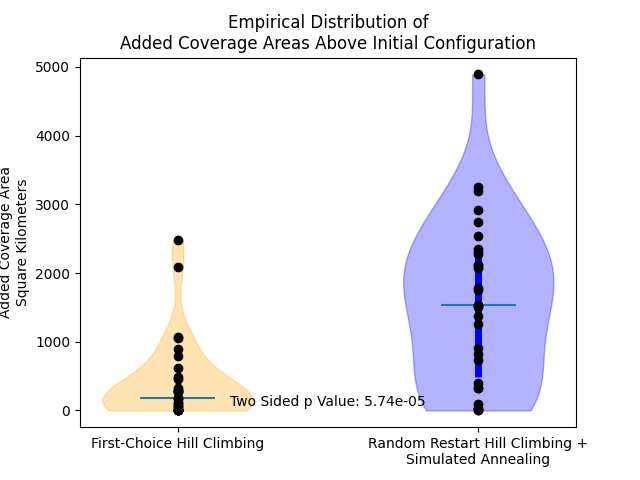 Empirical Distribution of
Added Coverage Areas Above Initial Configuration
Added Coverage Area
Square Kilometers
5000
4000
3000
2000
1000
0
Two Sided p Value: 5.74e-05
First-Choice Hill Climbing
Random Restart Hill Climbing +
Simulated Annealing